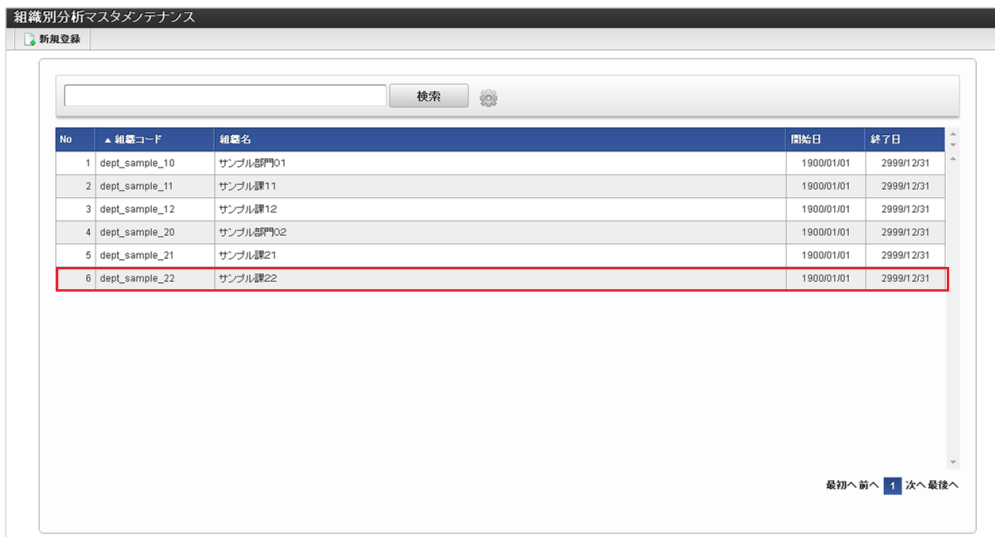 組織別分析マスタメンテナンス
新規登録
検索
No ▲ 組織コード 組織名 開始日 終了日
1 dept_sample_10 サンプル部門01 1900/01/01 2999/12/31
2 dept_sample_11 サンプル課11 1900/01/01 2999/12/31
3 dept_sample_12 サンプル課12 1900/01/01 2999/12/31
4 dept_sample_20 サンプル部門02 1900/01/01 2999/12/31
5 dept_sample_21 サンプル課21 1900/01/01 2999/12/31
6 dept_sample_22 サンプル課22 1900/01/01 2999/12/31
最初へ 前へ 1 次へ 最後へ